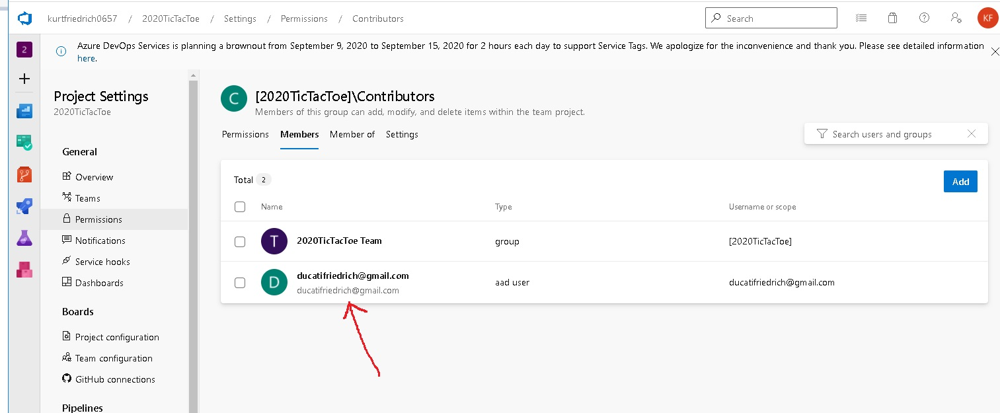 kurtfriedrich0657 / 2020TicTacToe / Settings / Permissions / Contributors
Search
KF
2
Azure DevOps Services is planning a brownout from September 9, 2020 to September 15, 2020 for 2 hours each day to support Service Tags. We apologize for the inconvenience and thank you. Please see detailed information
here.
Project Settings
2020TicTacToe
General
Overview
Teams
Permissions
Notifications
Service hooks
Dashboards
Boards
Project configuration
Team configuration
GitHub connections
Pipelines
C
[2020TicTacToe]\Contributors
Members of this group can add, modify, and delete items within the team project.
Permissions Members Member of Settings
Search users and groups
Total 2
Add
Name Type Username or scope
T 2020TicTacToe Team group [2020TicTacToe]
D ducatifriedrich@gmail.com aad user ducatifriedrich@gmail.com
ducatifriedrich@gmail.com